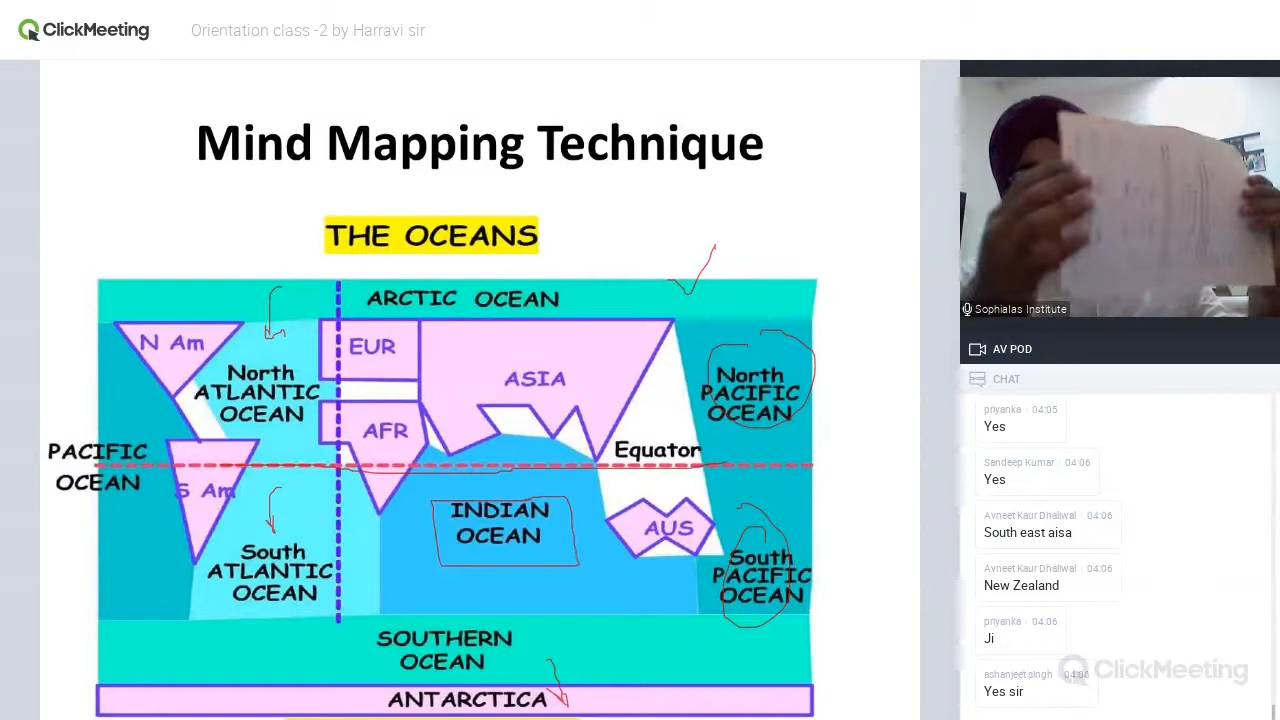 ClickMeeting
Orientation class -2 by Harravi sir
Mind Mapping Technique
THE OCEANS
ARCTIC OCEAN
N Am
EUR
ASIA
North
ATLANTIC
OCEAN
North
PACIFIC
OCEAN
AFR
PACIFIC
OCEAN
Equator
S Am
INDIAN
OCEAN
AUS
South
ATLANTIC
OCEAN
South
PACIFIC
OCEAN
SOUTHERN
OCEAN
ANTARCTICA
Sophialas Institute
AV POD
CHAT
priyanka 04:05
Yes
Sandeep Kumar 04:06
Yes
Avneet Kaur Dhaliwal 04:06
South east aisa
Avneet Kaur Dhaliwal 04:06
New Zealand
priyanka 04:06
Ji
ashanjeet singh 04:06
Yes sir
ClickMeeting